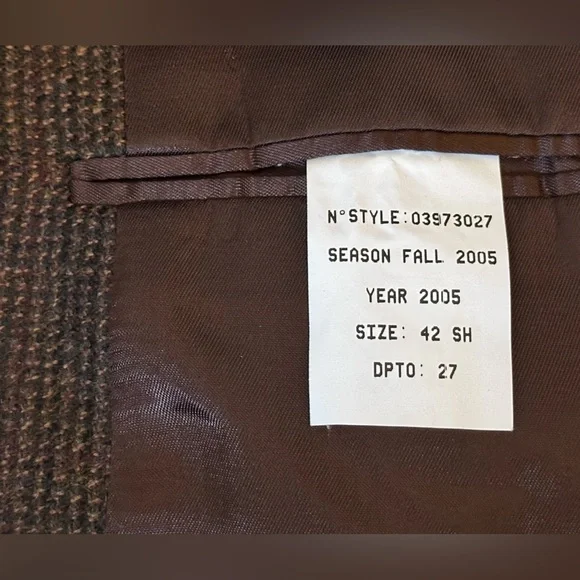 N°STYLE:03973027
SEASON FALL 2005
YEAR 2005
SIZE: 42 SH
DPTO: 27